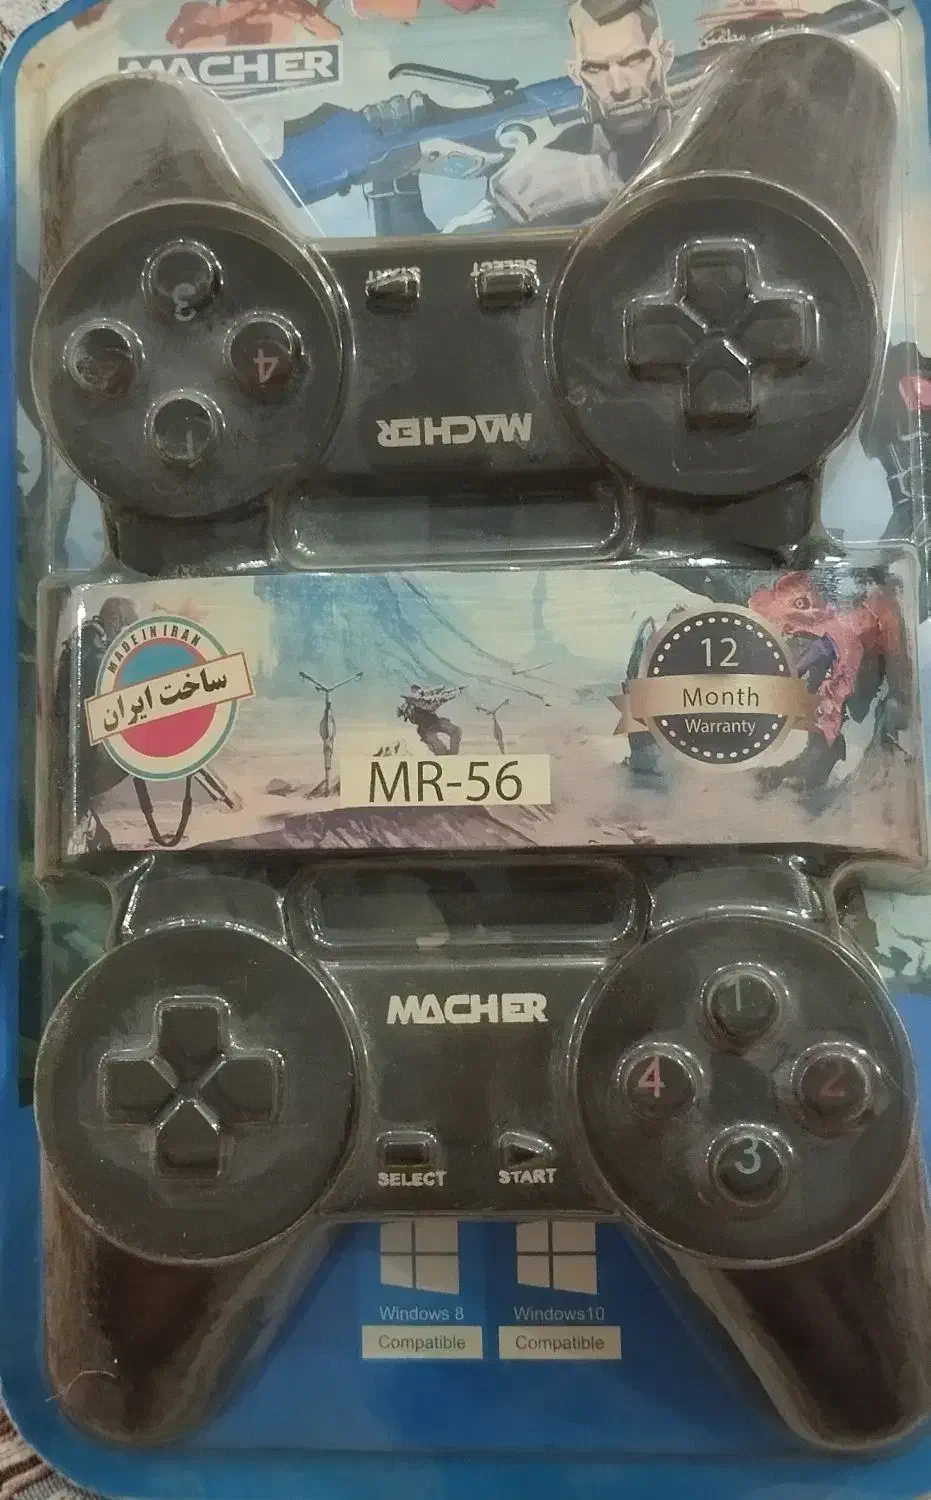 MACHER
START
SELECT
3
4
1
MACHER
MADE IN IRAN
ساخت ایران
12
Month
Warranty
MR-56
MACHER
1
4
2
3
SELECT
START
Windows 8
Compatible
Windows10
Compatible